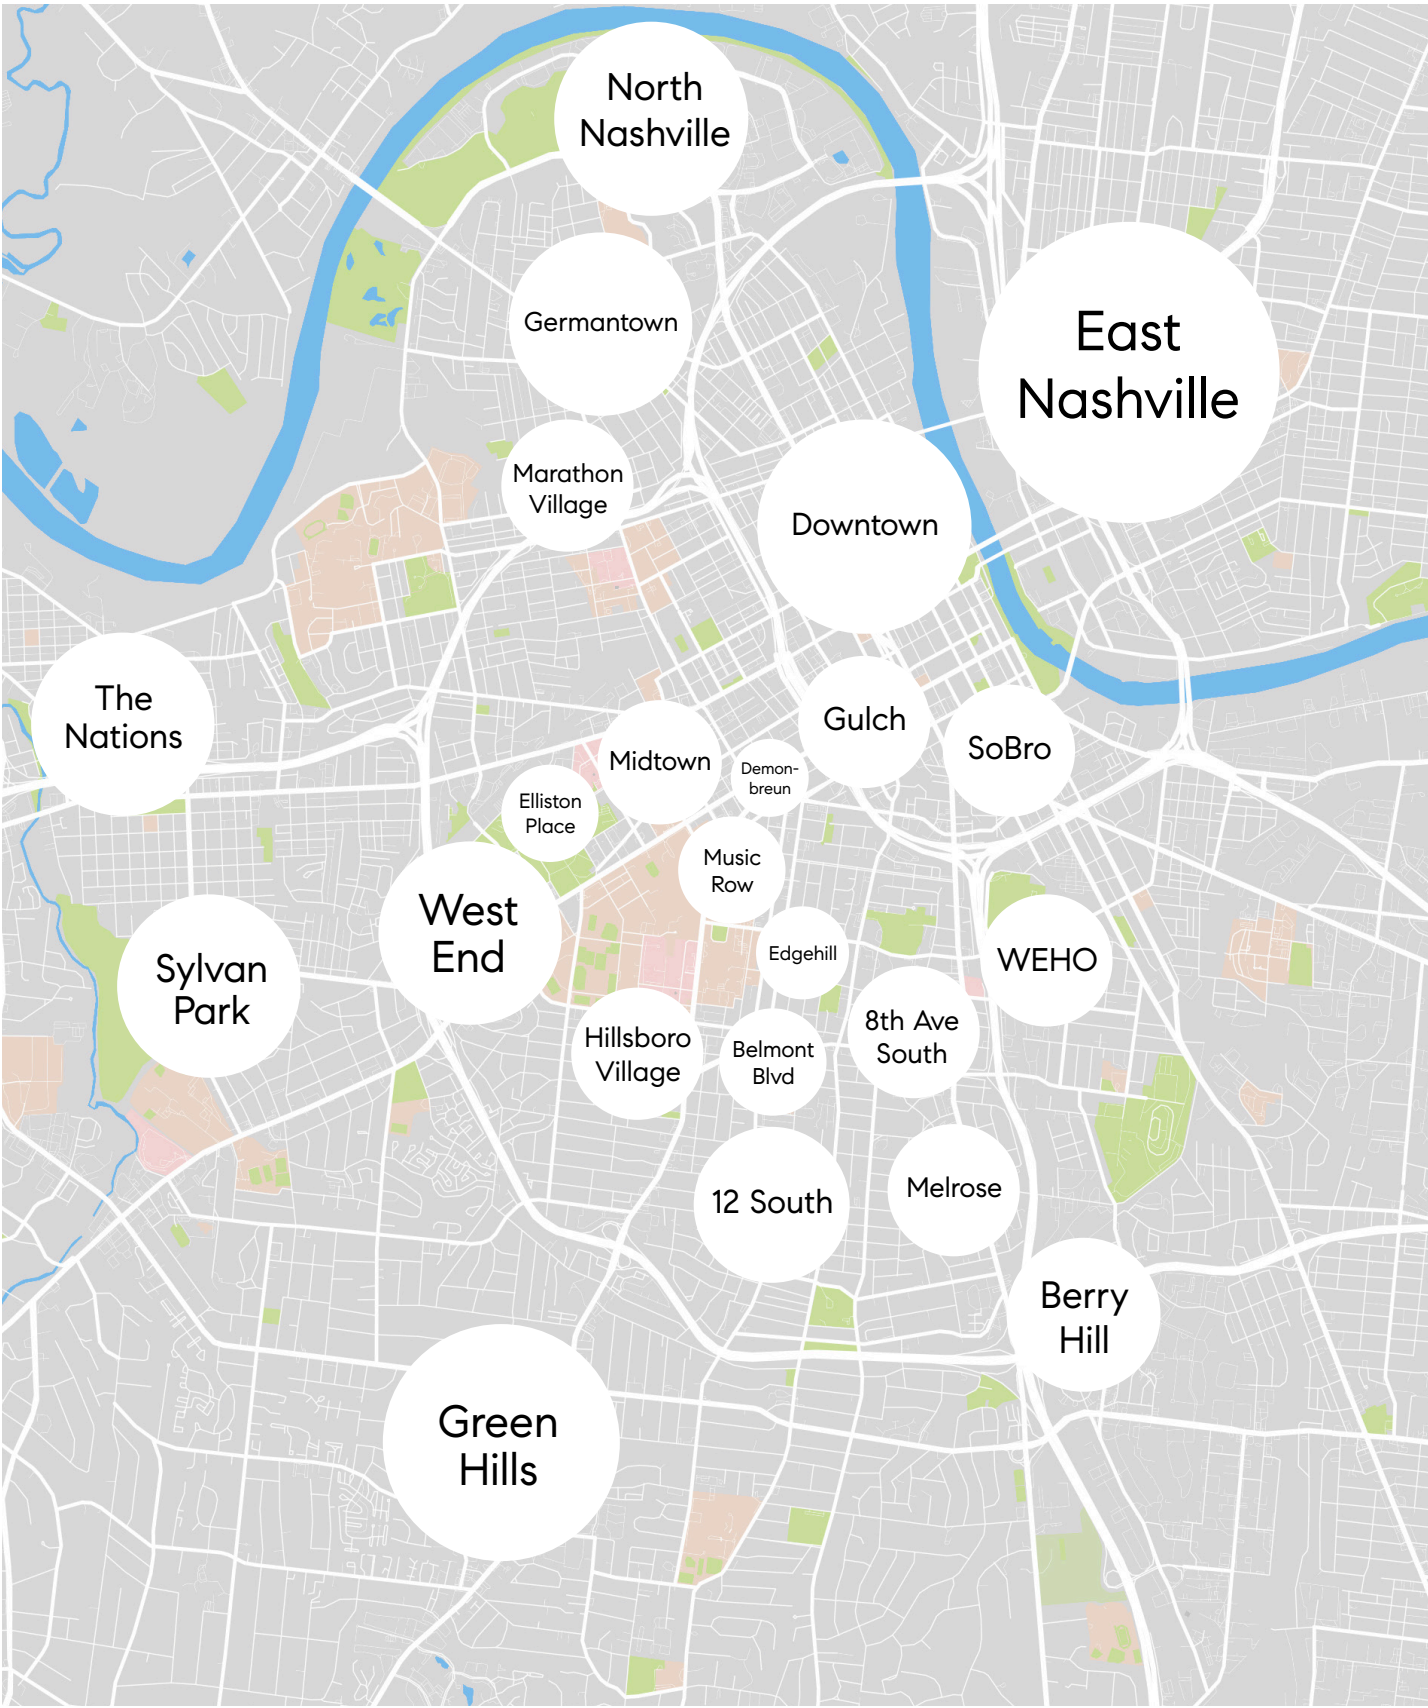 North
Nashville
Germantown
East
Nashville
Marathon
Village
Downtown
The
Nations
Midtown
Demon-
breun
Gulch
SoBro
Elliston
Place
Music
Row
West
End
Sylvan
Park
Edgehill
WEHO
Hillsboro
Village
Belmont
Blvd
8th Ave
South
12 South
Melrose
Berry
Hill
Green
Hills